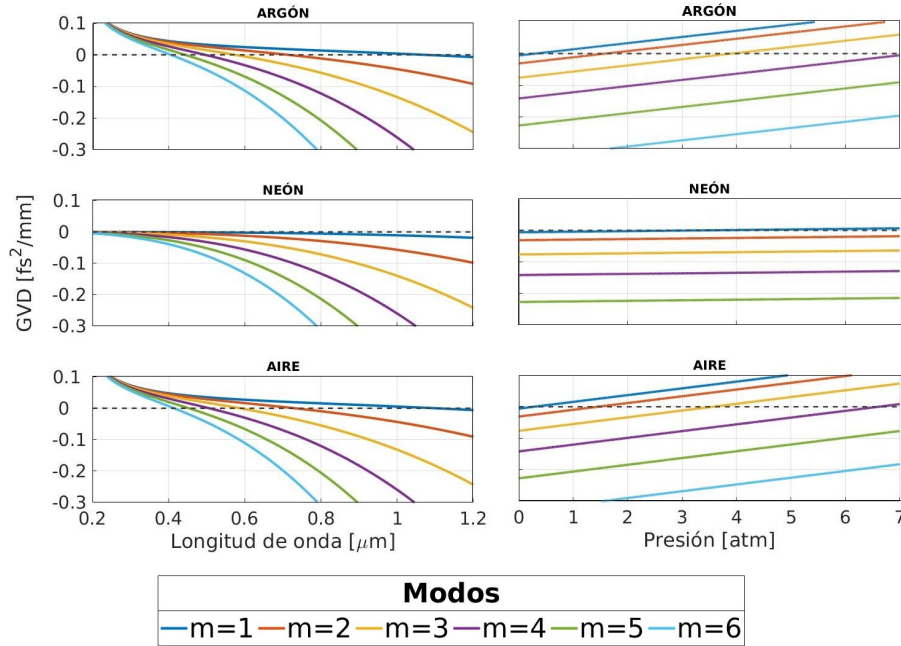 ARGÓN
ARGÓN
0.1
0
-0.1
-0.2
-0.3
NEÓN
NEÓN
0.1
0
-0.1
-0.2
-0.3
GVD [fs²/mm]
AIRE
AIRE
0.1
0
-0.1
-0.2
-0.3
0.2 0.4 0.6 0.8 1 1.2
0 1 2 3 4 5 6 7
Longitud de onda [μm]
Presión [atm]
Modos
m=1 m=2 m=3 m=4 m=5 m=6